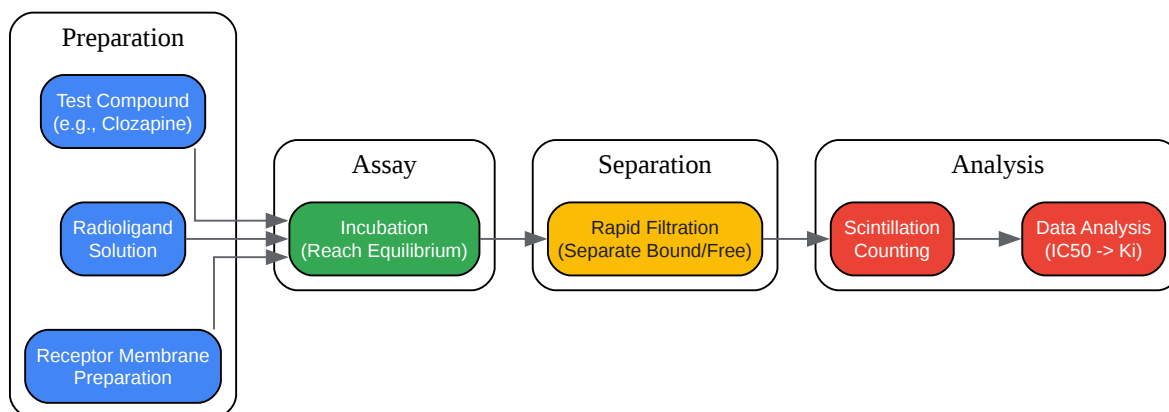 Preparation
Test Compound
(e.g., Clozapine)
Radioligand
Solution
Receptor Membrane
Preparation
Assay
Incubation
(Reach Equilibrium)
Separation
Rapid Filtration
(Separate Bound/Free)
Analysis
Scintillation
Counting
Data Analysis
(IC50 -> Ki)